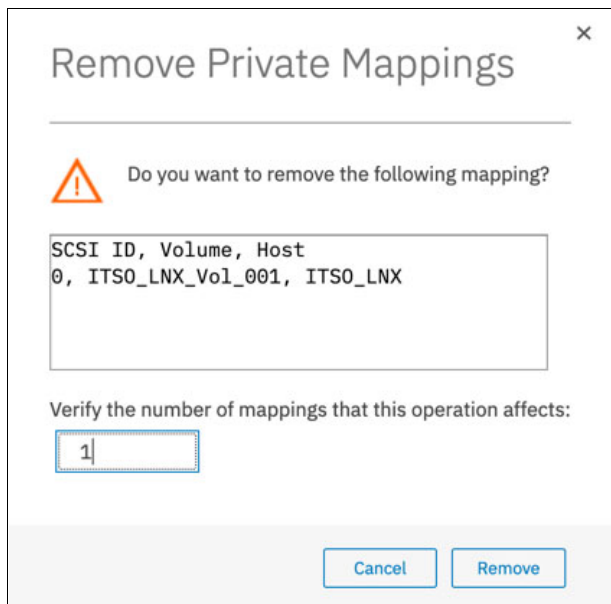 Remove Private Mappings
Do you want to remove the following mapping?
SCSI ID, Volume, Host
0, ITSO_LNX_Vol_001, ITSO_LNX
Verify the number of mappings that this operation affects:
1
Cancel Remove